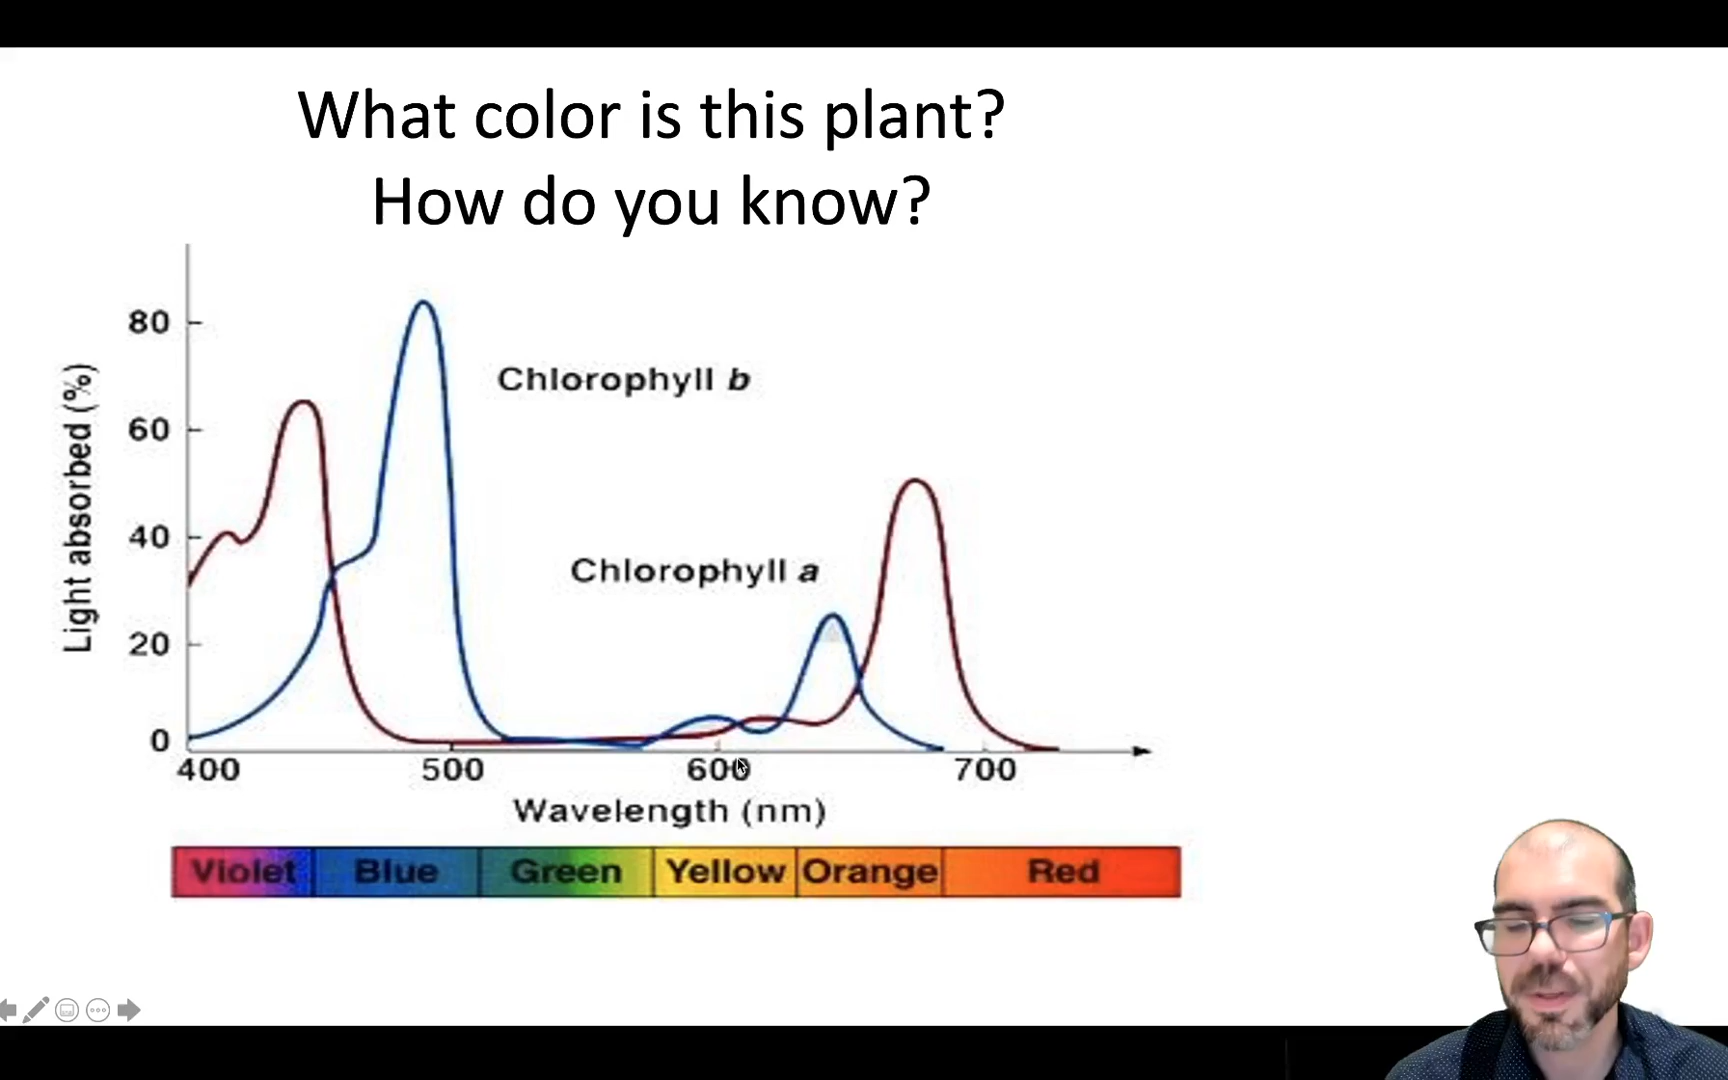 What color is this plant?
How do you know?
80
60
40
20
0
Light absorbed (%)
Chlorophyll b
Chlorophyll a
400 500 600 700
Wavelength (nm)
Violet Blue Green Yellow Orange Red